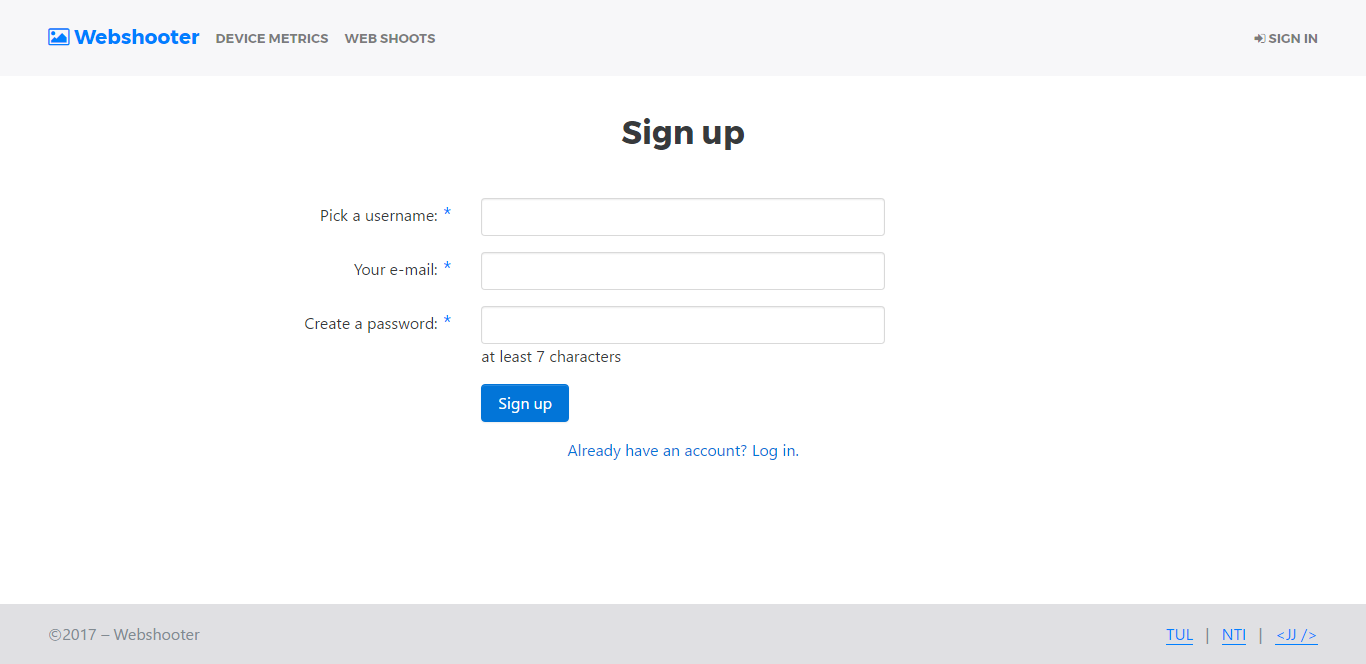 Webshooter DEVICE METRICS WEB SHOOTS SIGN IN
Sign up
Pick a username: *
Your e-mail: *
Create a password: *
at least 7 characters
Sign up
Already have an account? Log in.
©2017 – Webshooter TUL | NTI | <JJ />